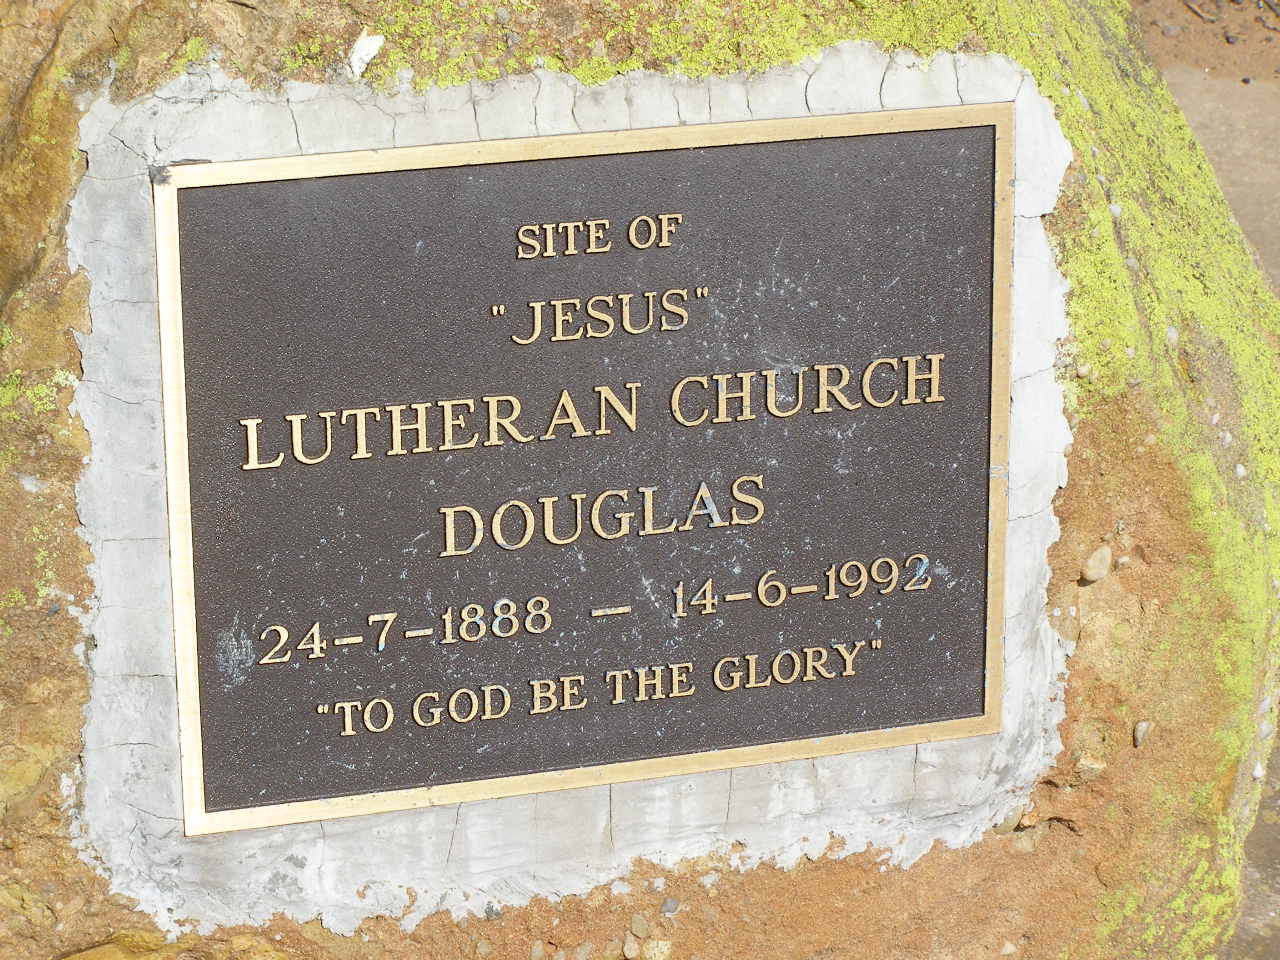 SITE OF
"JESUS"
LUTHERAN CHURCH
DOUGLAS
24-7-1888 - 14-6-1992
"TO GOD BE THE GLORY"